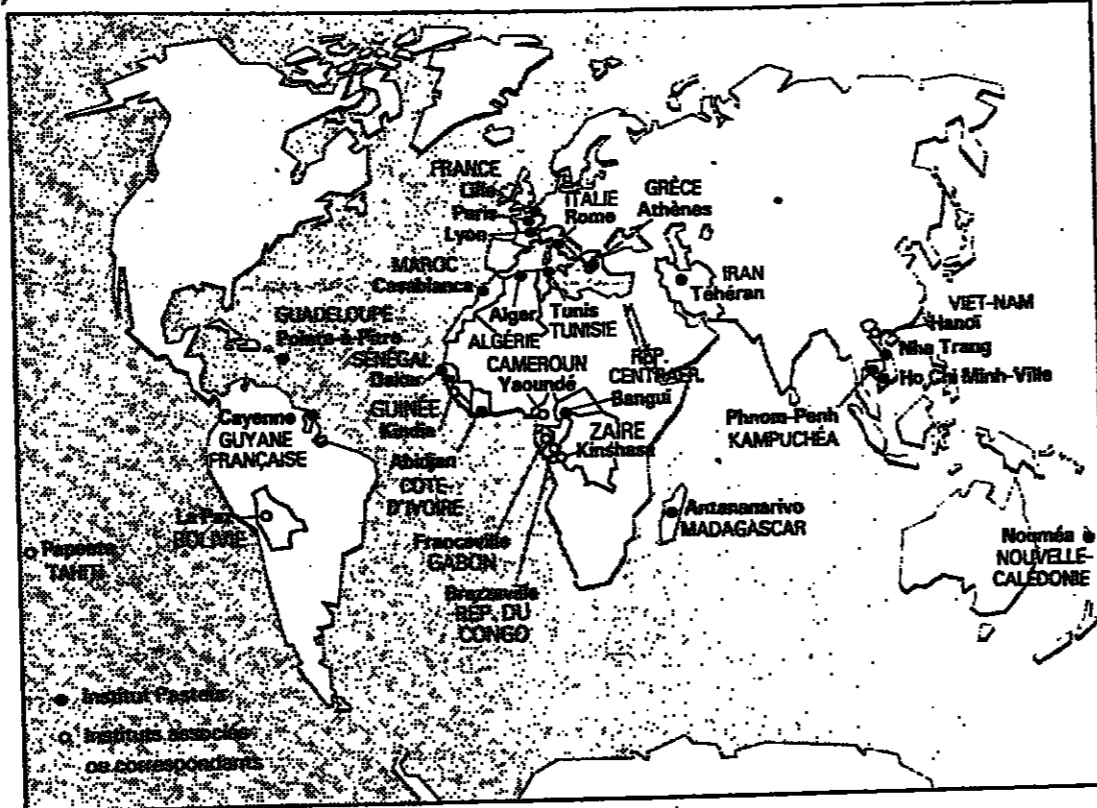 FRANCE
Lille
Paris
Lyon
ITALIE
Rome
GRÈCE
Athènes
MAROC
Casablanca
Alger
ALGÉRIE
Tunis
TUNISIE
IRAN
Téhéran
VIET-NAM
Hanoï
Nha Trang
Ho Chi Minh-Ville
Phnom-Penh
KAMPUCHÉA
GUADELOUPE
Pointe-à-Pitre
SÉNÉGAL
Dakar
CAMEROUN
Yaoundé
RÉP.
CENTRAFR.
Bangui
GUINÉE
Kindia
ZAÏRE
Kinshasa
Cayenne
GUYANE
FRANÇAISE
Abidjan
CÔTE-
D'IVOIRE
La Paz
BOLIVIE
Antananarivo
MADAGASCAR
Franceville
GABON
Papeete
TAHITI
Nouméa
NOUVELLE-
CALÉDONIE
Brazzaville
RÉP. DU
CONGO
Institut Pasteur
Instituts associés
ou correspondants